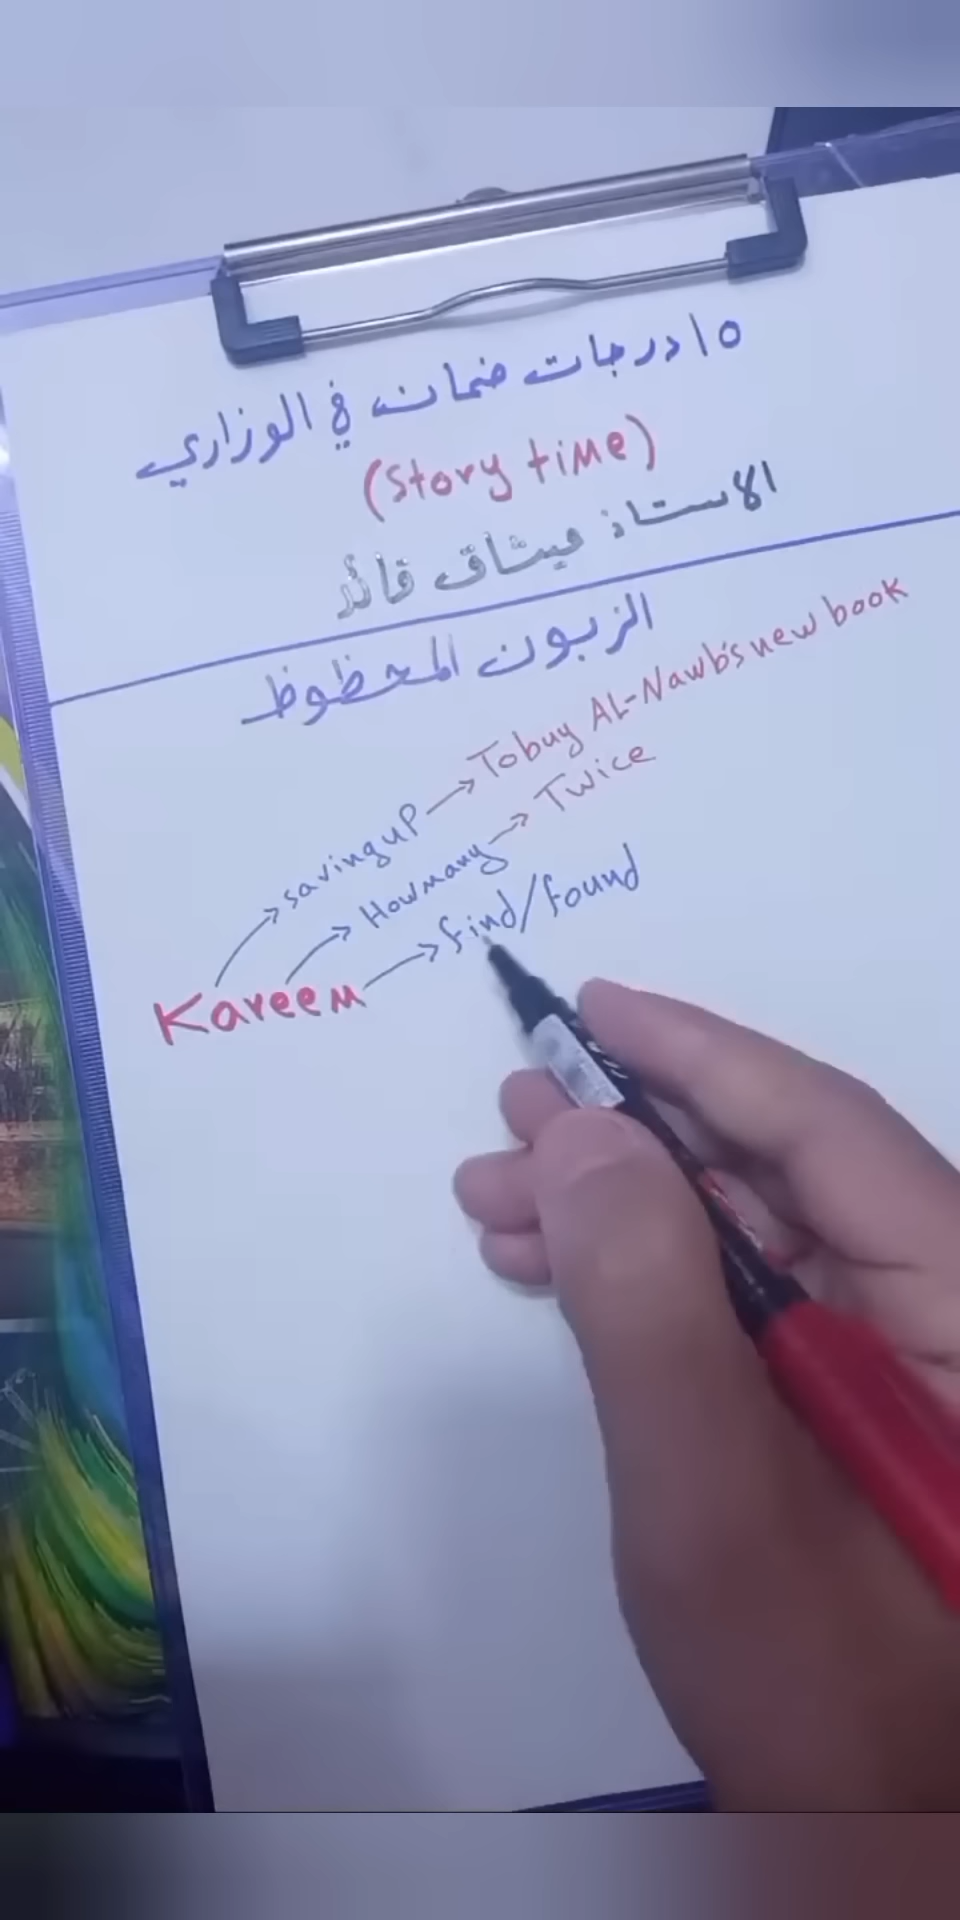 ١٥ درجات ضمان في الوزاري
(Story time)
الاستاذ ميثاق قائد
الزبون المحظوظ
saving up → To buy AL-Nawb's new book
How many → Twice
Kareem → find/found